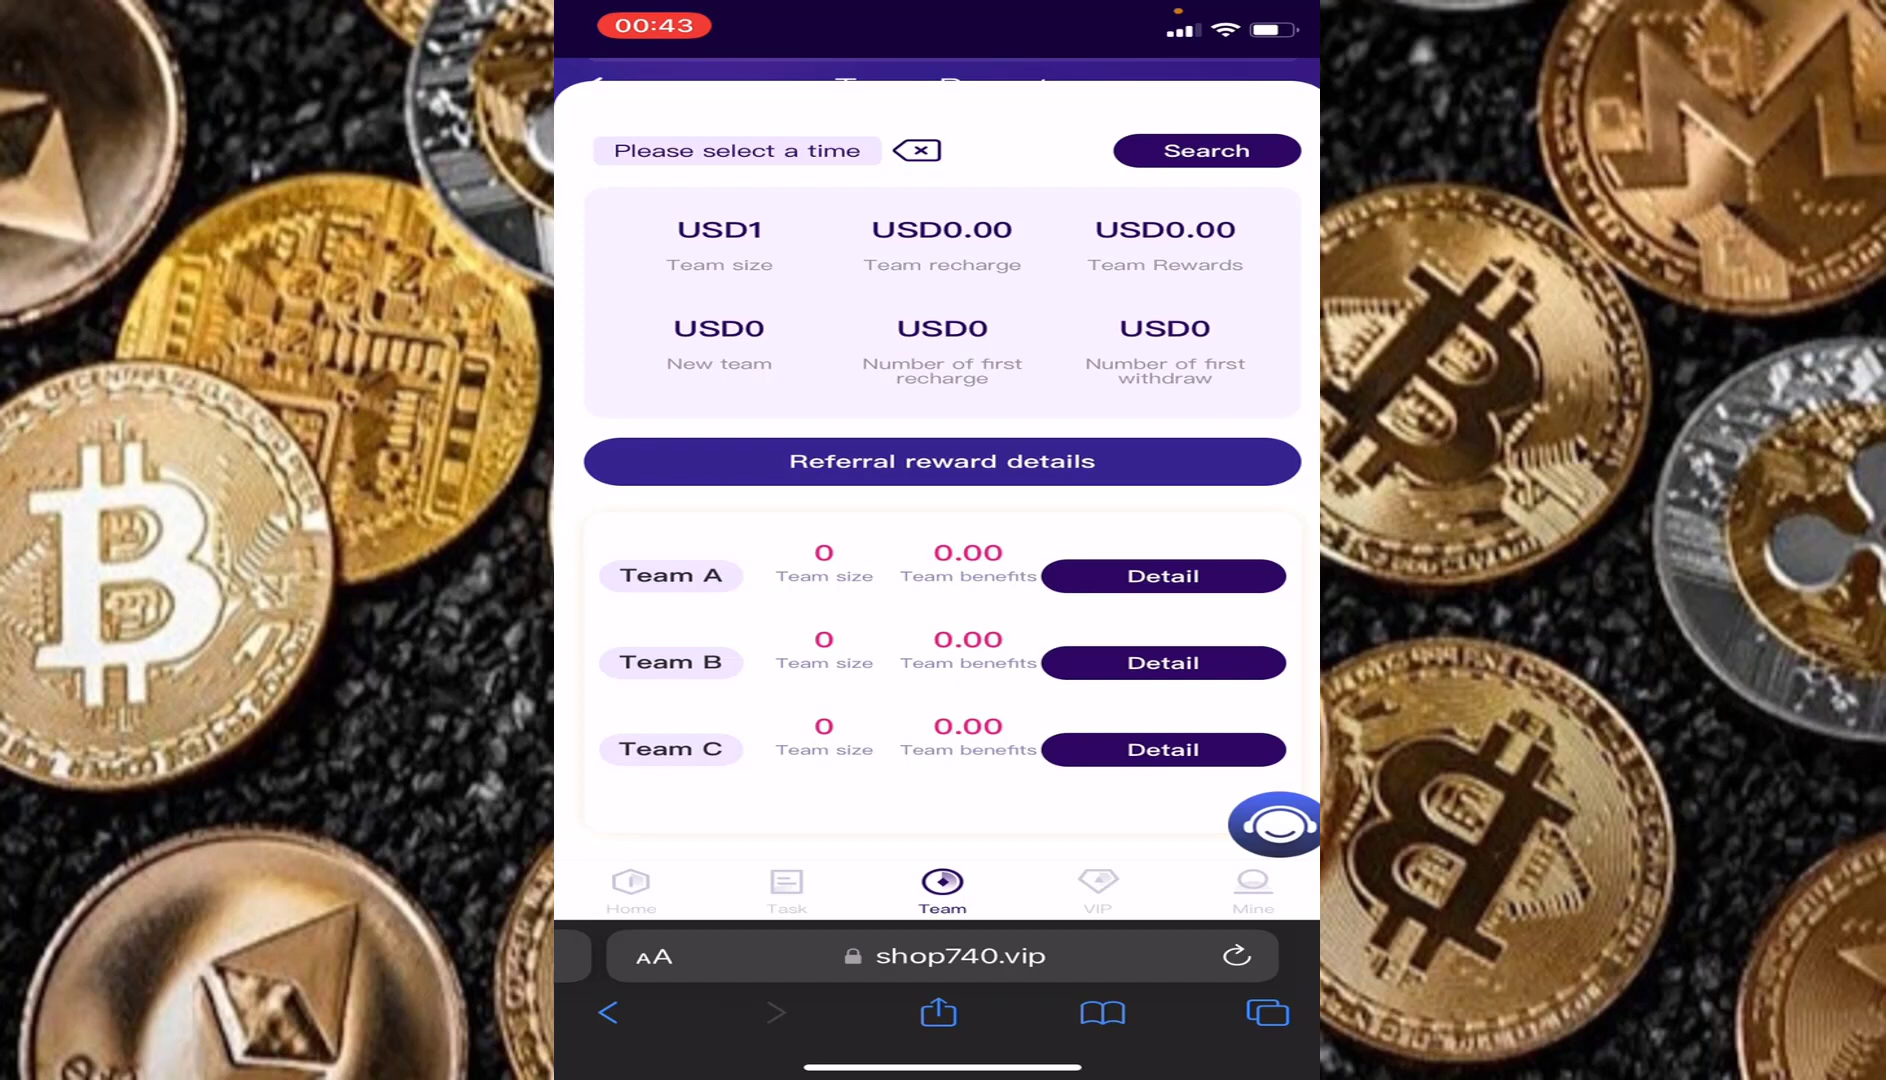 00:43
Please select a time
Search
USD1 USD0.00 USD0.00
Team size Team recharge Team Rewards
USD0 USD0 USD0
New team Number of first recharge Number of first withdraw
Referral reward details
0 0.00
Team A Team size Team benefits Detail
0 0.00
Team B Team size Team benefits Detail
0 0.00
Team C Team size Team benefits Detail
Home Task Team VIP Mine
AA shop740.vip